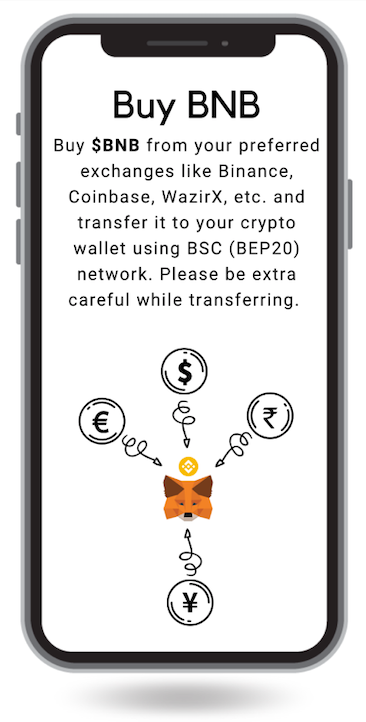 Buy BNB
Buy $BNB from your preferred
exchanges like Binance,
Coinbase, WazirX, etc. and
transfer it to your crypto
wallet using BSC (BEP20)
network. Please be extra
careful while transferring.
$
€
₹
¥